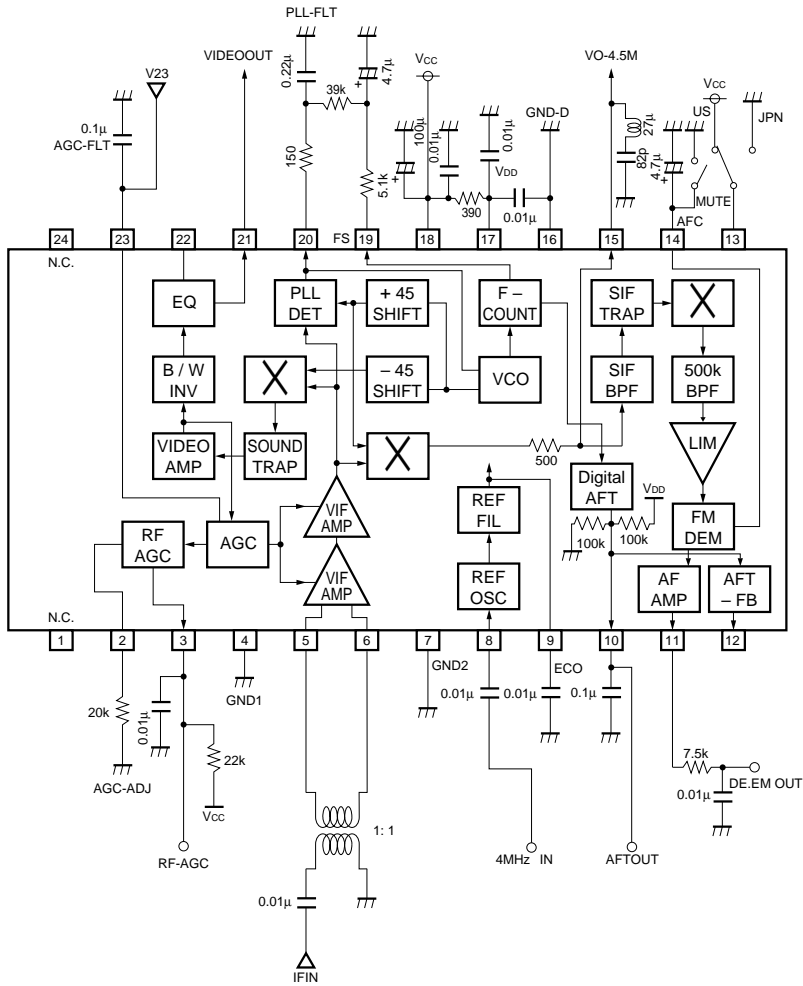 PLL-FLT
VIDEOOUT
VCC
VO-4.5M
V23
0.22μ
39k
4.7μ
GND-D
VCC
US
JPN
0.1μ
AGC-FLT
150
5.1k
100μ
0.01μ
0.01μ
VDD
390
0.01μ
27μ
82p
4.7μ
MUTE
AFC
24
23
22
21
20
FS
19
18
17
16
15
14
13
N.C.
EQ
PLL
DET
+ 45
SHIFT
F –
COUNT
SIF
TRAP
B / W
INV
– 45
SHIFT
VCO
SIF
BPF
500k
BPF
VIDEO
AMP
SOUND
TRAP
500
LIM
VIF
AMP
REF
FIL
Digital
AFT
VDD
100k
100k
FM
DEM
RF
AGC
AGC
VIF
AMP
REF
OSC
AF
AMP
AFT
– FB
N.C.
1
2
3
4
5
6
7
8
9
10
11
12
GND1
GND2
ECO
20k
0.01μ
22k
AGC-ADJ
VCC
RF-AGC
0.01μ
0.01μ
0.1μ
7.5k
0.01μ
DE.EM OUT
1: 1
4MHz IN
AFTOUT
0.01μ
IFIN